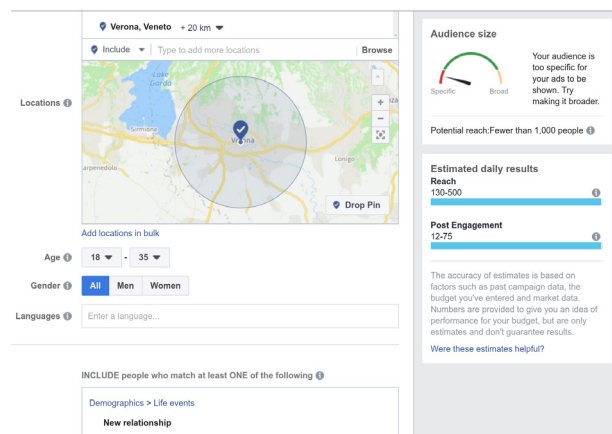 Verona, Veneto + 20 km
Include Type to add more locations Browse
Locations
Lake
Garda
Sirmione
Verona
Lonigo
arpenedolo
Drop Pin
Add locations in bulk
Age 18 - 35
Gender All Men Women
Languages Enter a language...
INCLUDE people who match at least ONE of the following
Demographics > Life events
New relationship
Audience size
Specific Broad
Your audience is
too specific for
your ads to be
shown. Try
making it broader.
Potential reach:Fewer than 1,000 people
Estimated daily results
Reach
130-500
Post Engagement
12-75
The accuracy of estimates is based on
factors such as past campaign data, the
budget you've entered and market data.
Numbers are provided to give you an idea of
performance for your budget, but are only
estimates and don't guarantee results.
Were these estimates helpful?